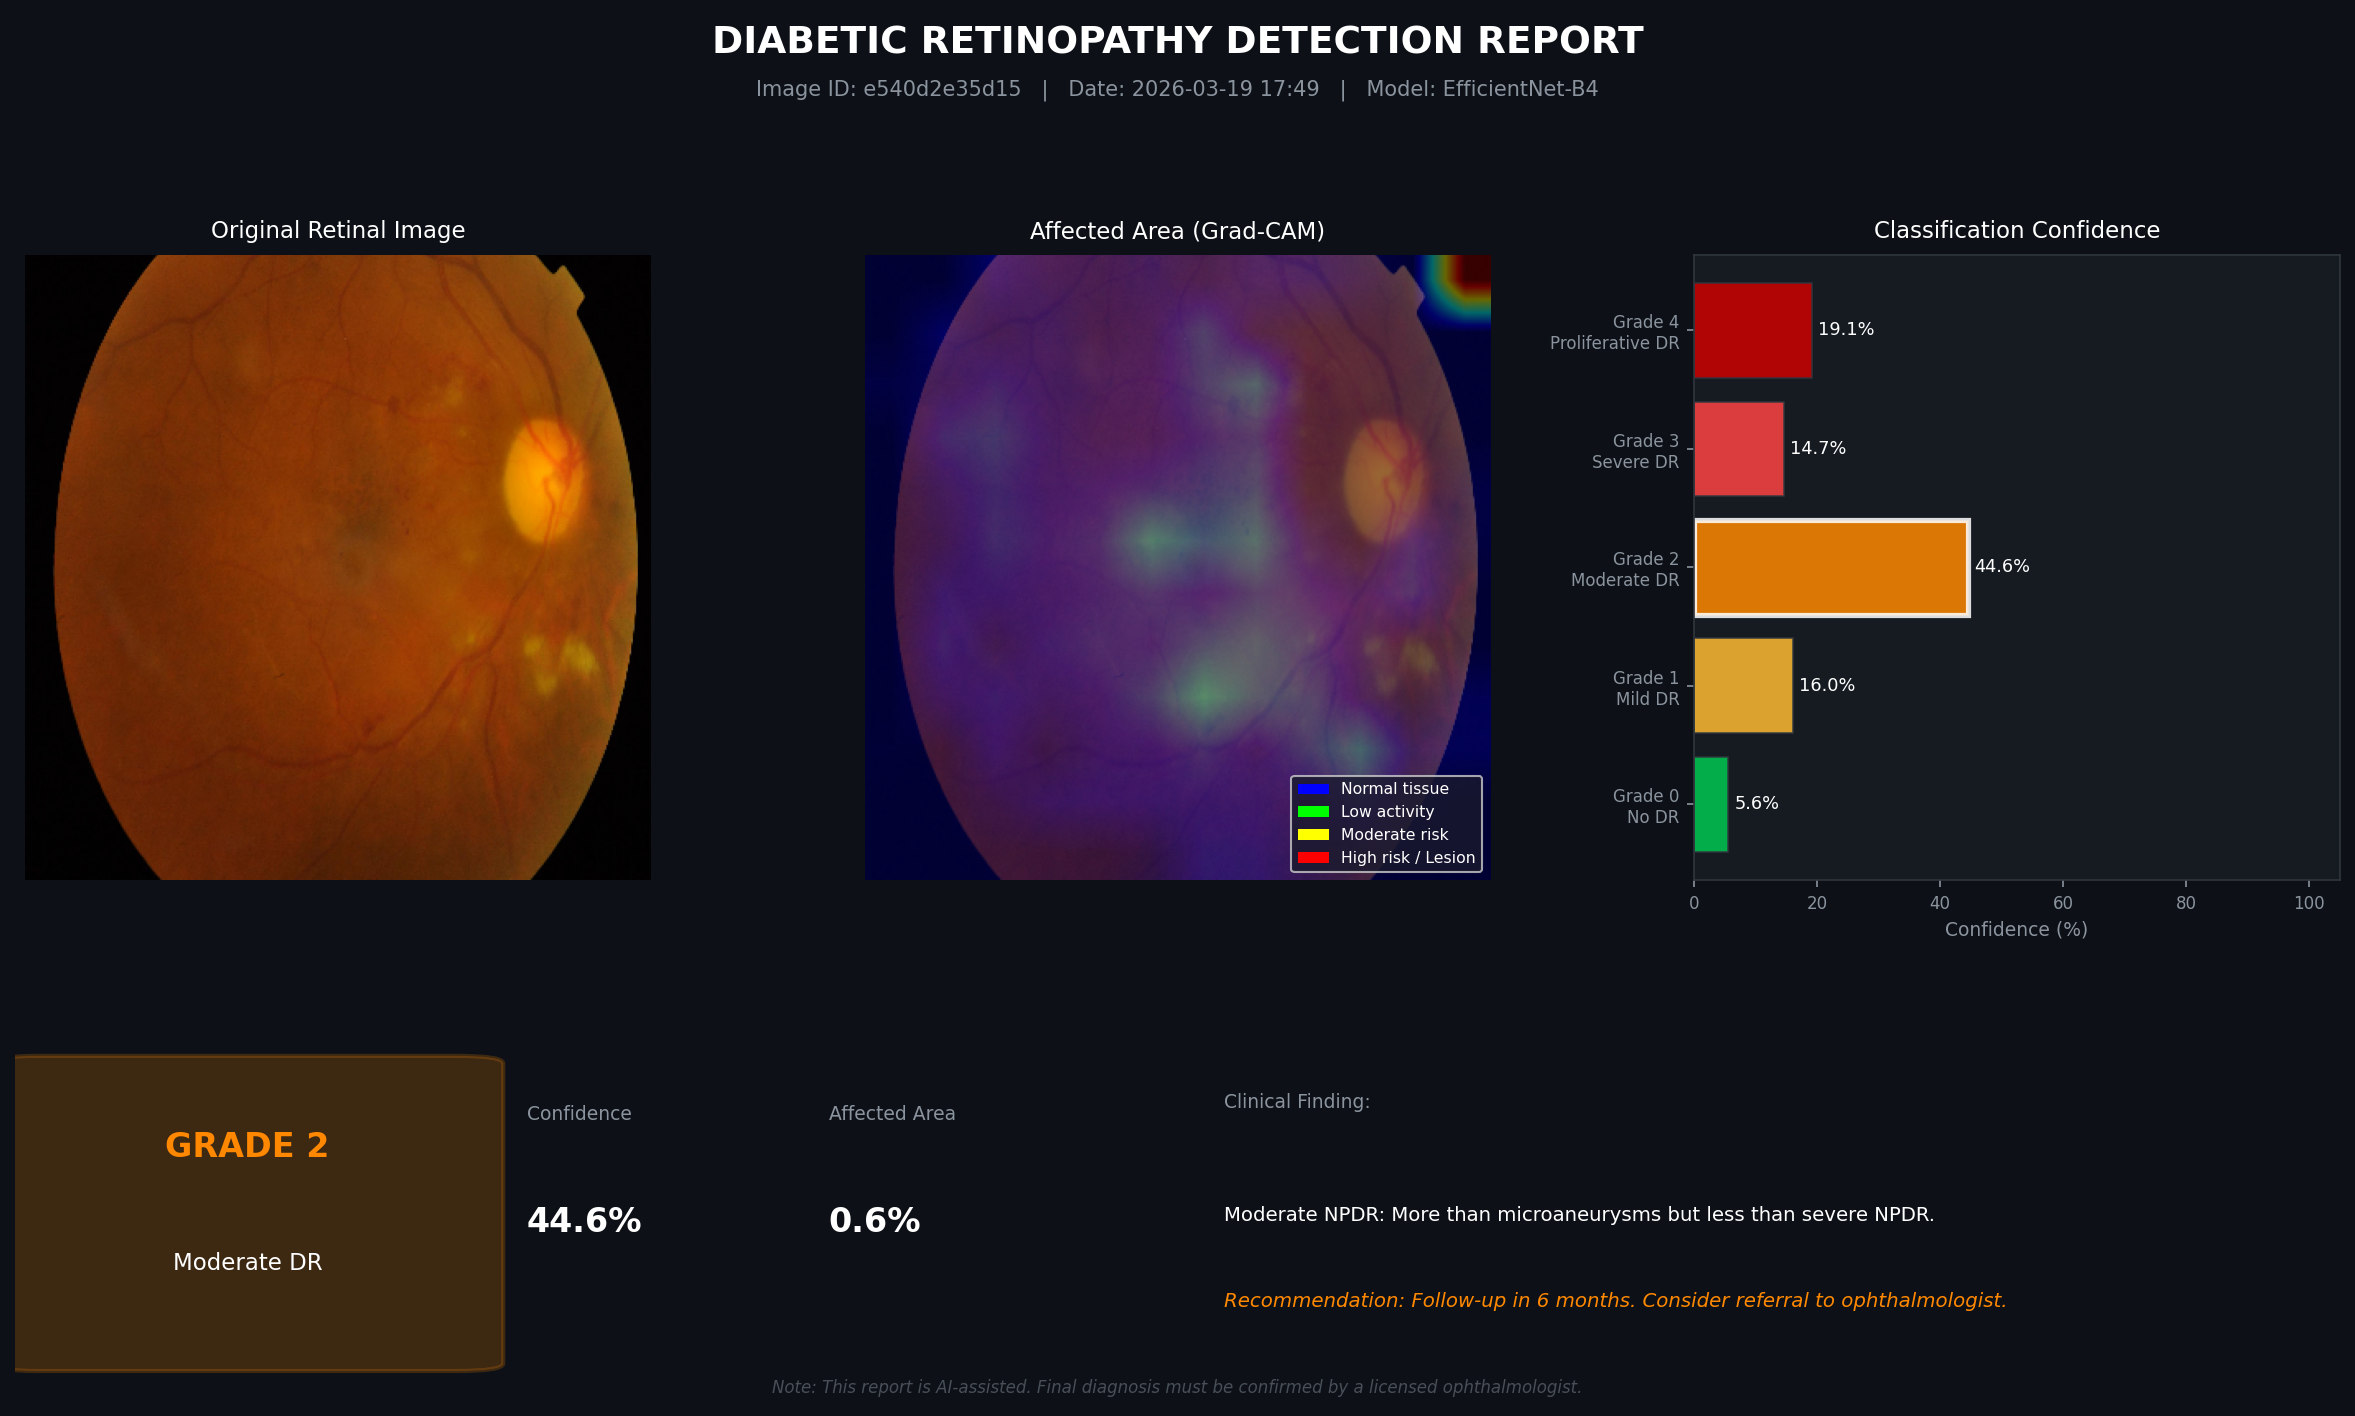 DIABETIC RETINOPATHY DETECTION REPORT
Image ID: e540d2e35d15 | Date: 2026-03-19 17:49 | Model: EfficientNet-B4
Original Retinal Image
Affected Area (Grad-CAM)
Normal tissue
Low activity
Moderate risk
High risk / Lesion
Classification Confidence
Grade 4
Proliferative DR
19.1%
Grade 3
Severe DR
14.7%
Grade 2
Moderate DR
44.6%
Grade 1
Mild DR
16.0%
Grade 0
No DR
5.6%
0 20 40 60 80 100
Confidence (%)
GRADE 2
Moderate DR
Confidence
44.6%
Affected Area
0.6%
Clinical Finding:
Moderate NPDR: More than microaneurysms but less than severe NPDR.
Recommendation: Follow-up in 6 months. Consider referral to ophthalmologist.
Note: This report is AI-assisted. Final diagnosis must be confirmed by a licensed ophthalmologist.